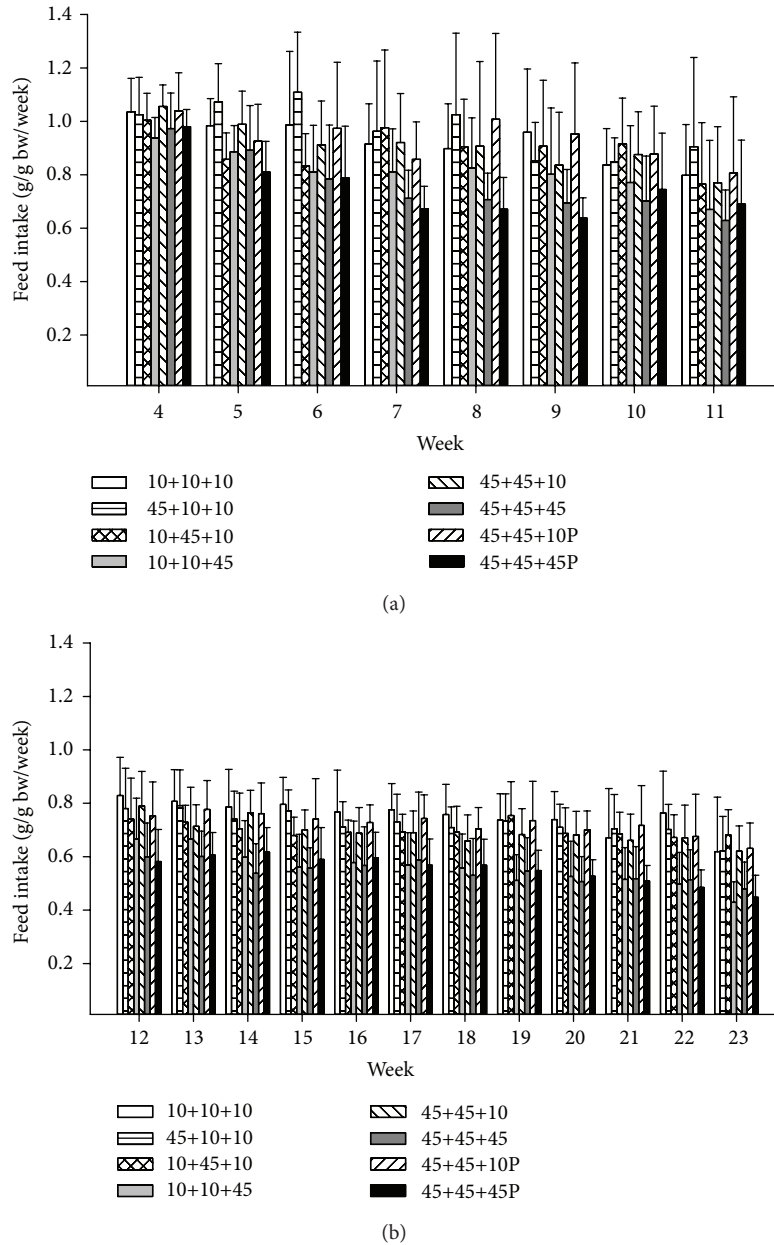 1.4
1.2
1.0
0.8
0.6
0.4
0.2
Feed intake (g/g bw/week)
4 5 6 7 8 9 10 11
Week
10+10+10 45+45+10
45+10+10 45+45+45
10+45+10 45+45+10P
10+10+45 45+45+45P
(a)
1.4
1.2
1.0
0.8
0.6
0.4
0.2
Feed intake (g/g bw/week)
12 13 14 15 16 17 18 19 20 21 22 23
Week
10+10+10 45+45+10
45+10+10 45+45+45
10+45+10 45+45+10P
10+10+45 45+45+45P
(b)